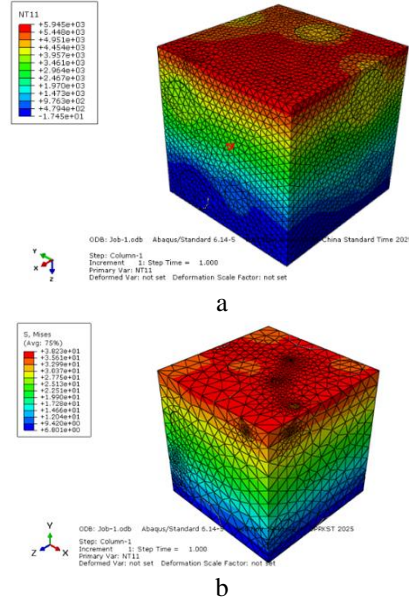 NT11
+5.945e+03
+5.448e+03
+4.951e+03
+4.454e+03
+3.957e+03
+3.461e+03
+2.964e+03
+2.467e+03
+1.970e+03
+1.473e+03
+9.763e+02
+4.794e+02
-1.745e+01
ODB: Job-1.odb Abaqus/Standard 6.14-5 China Standard Time 2025
Step: Column-1
Increment 1: Step Time = 1.000
Primary Var: NT11
Deformed Var: not set Deformation Scale Factor: not set
Y
X
Z
a
S, Mises
(Avg: 75%)
+3.823e+01
+3.561e+01
+3.299e+01
+3.037e+01
+2.775e+01
+2.513e+01
+2.251e+01
+1.990e+01
+1.728e+01
+1.466e+01
+1.204e+01
+9.420e+00
+6.801e+00
ODB: Job-1.odb Abaqus/Standard 6.14-5 2025
Step: Column-1
Increment 1: Step Time = 1.000
Primary Var: NT11
Deformed Var: not set Deformation Scale Factor: not set
Y
Z X
b